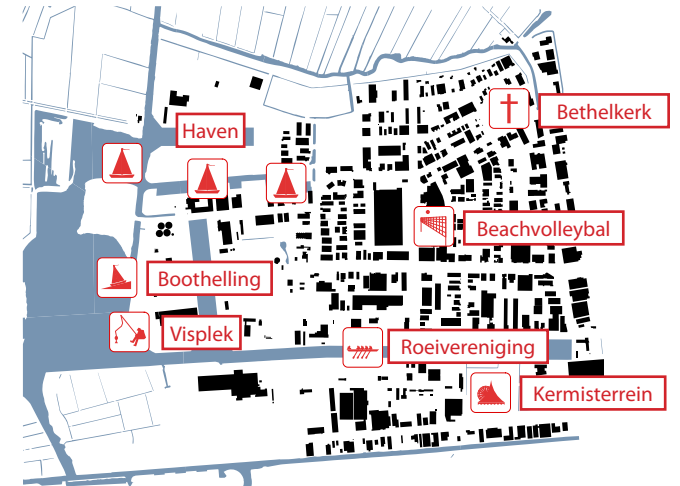 Bethelkerk
Haven
Beachvolleybal
Boothelling
Visplek
Roeivereniging
Kermisterrein